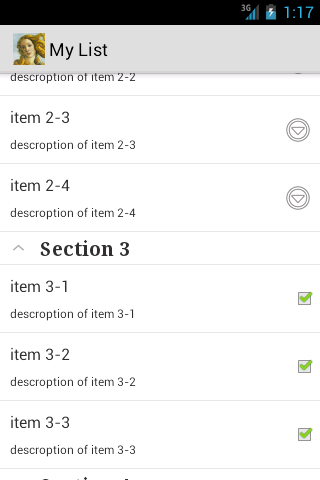 3G 1:17
My List
descroption of item 2-2
item 2-3
descroption of item 2-3
item 2-4
descroption of item 2-4
Section 3
item 3-1
descroption of item 3-1
item 3-2
descroption of item 3-2
item 3-3
descroption of item 3-3